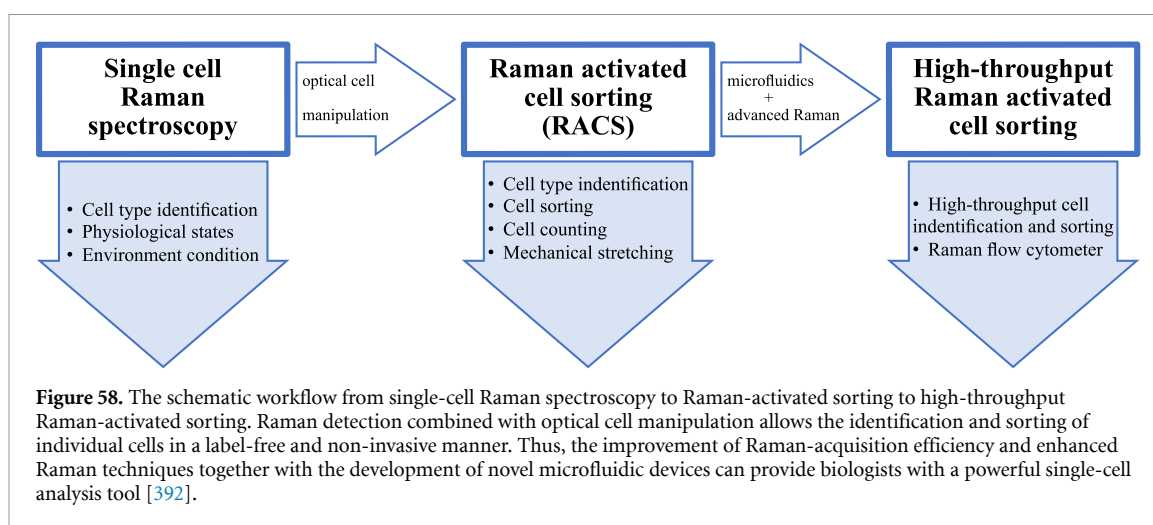 Single cell
Raman
spectroscopy
optical cell
manipulation
Raman activated
cell sorting
(RACS)
microfluidics
+
advanced Raman
High-throughput
Raman activated
cell sorting
• Cell type identification
• Physiological states
• Environment condition
• Cell type indentification
• Cell sorting
• Cell counting
• Mechanical stretching
• High-throughput cell
indentification and sorting
• Raman flow cytometer
Figure 58. The schematic workflow from single-cell Raman spectroscopy to Raman-activated sorting to high-throughput
Raman-activated sorting. Raman detection combined with optical cell manipulation allows the identification and sorting of
individual cells in a label-free and non-invasive manner. Thus, the improvement of Raman-acquisition efficiency and enhanced
Raman techniques together with the development of novel microfluidic devices can provide biologists with a powerful single-cell
analysis tool [392].